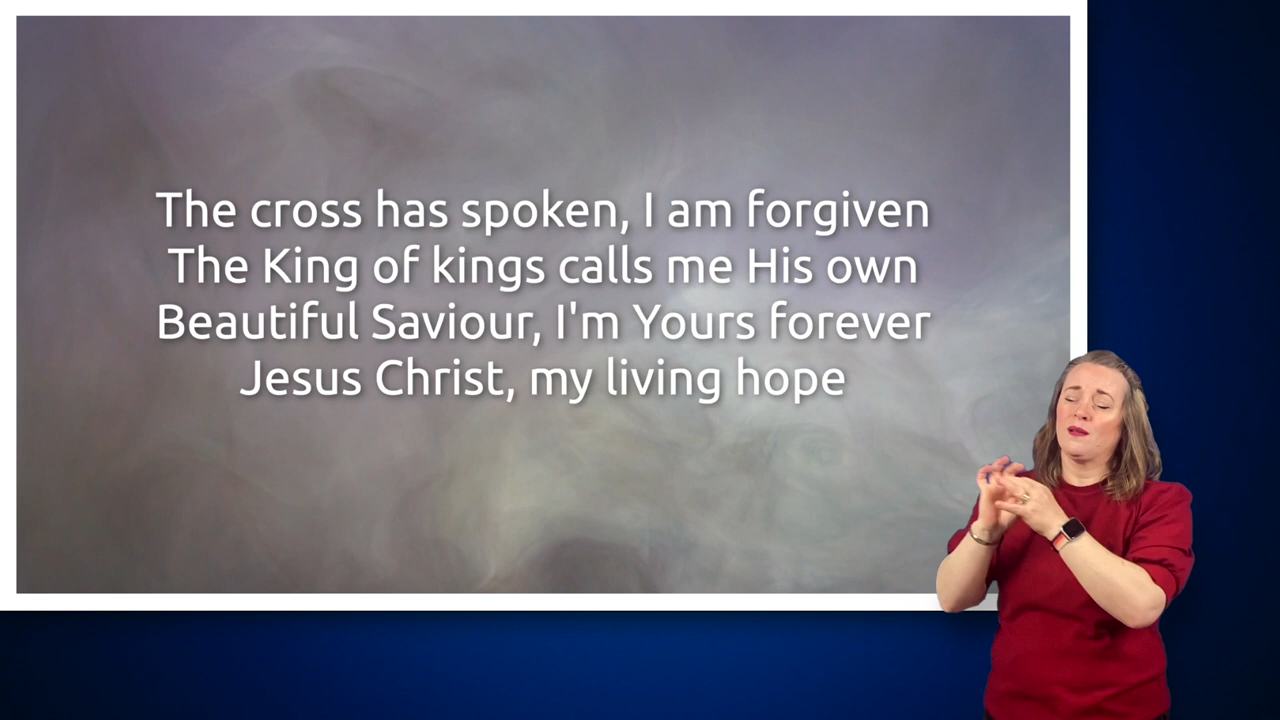 The cross has spoken, I am forgiven
The King of kings calls me His own
Beautiful Saviour, I'm Yours forever
Jesus Christ, my living hope